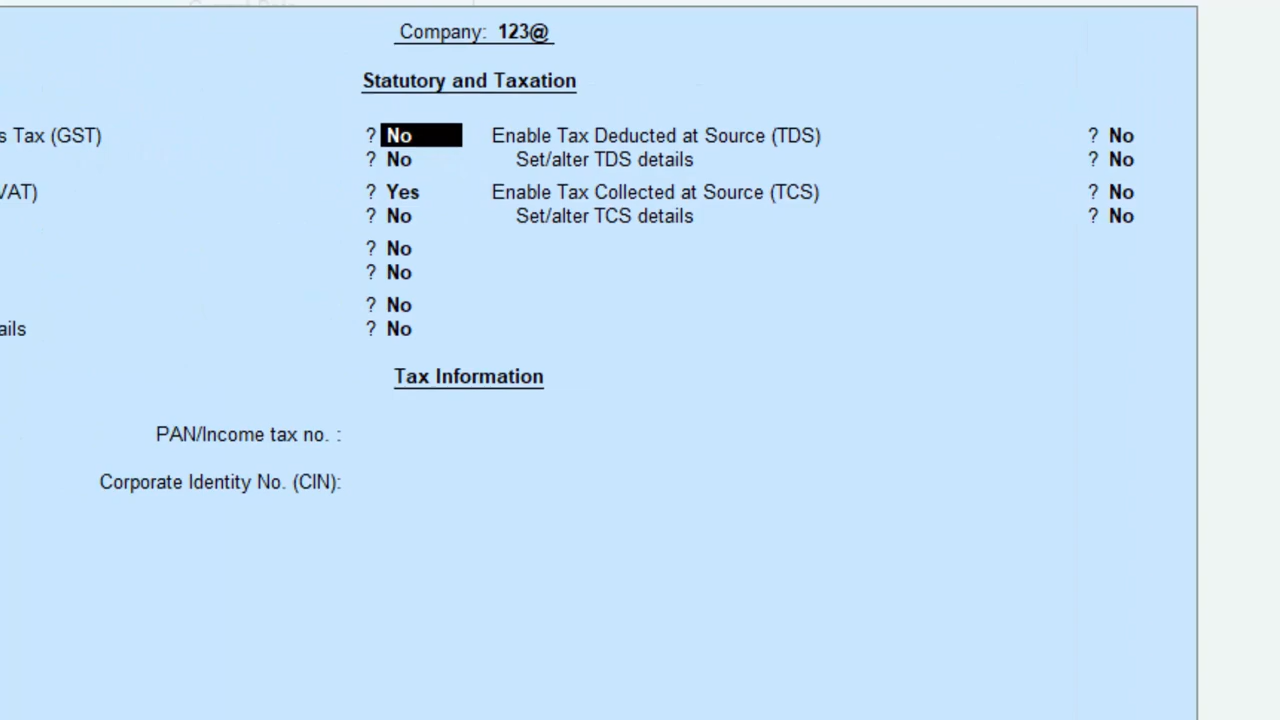 Company: 123@
Statutory and Taxation
s Tax (GST) ? No Enable Tax Deducted at Source (TDS) ? No
? No Set/alter TDS details ? No
VAT) ? Yes Enable Tax Collected at Source (TCS) ? No
? No Set/alter TCS details ? No
? No
? No
? No
ails ? No
Tax Information
PAN/Income tax no. :
Corporate Identity No. (CIN):